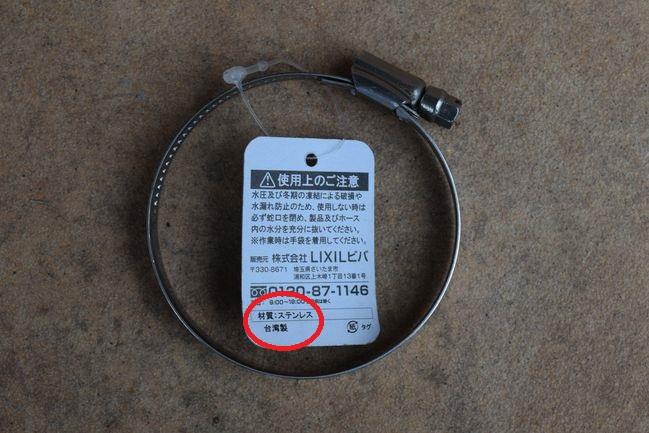 使用上のご注意
水圧及び冬期の凍結による破損や
水漏れ防止のため、使用しない時は
必ず蛇口を閉め、製品及びホース
内の水分を充分に抜いてください。
※作業時は手袋を着用してください。
販売元 株式会社 LIXILビバ
〒330-8671 埼玉県さいたま市
浦和区上木崎1丁目13番1号
0120-87-1146
9:00~18:00
材質:ステンレス
台湾製
紙 タグ